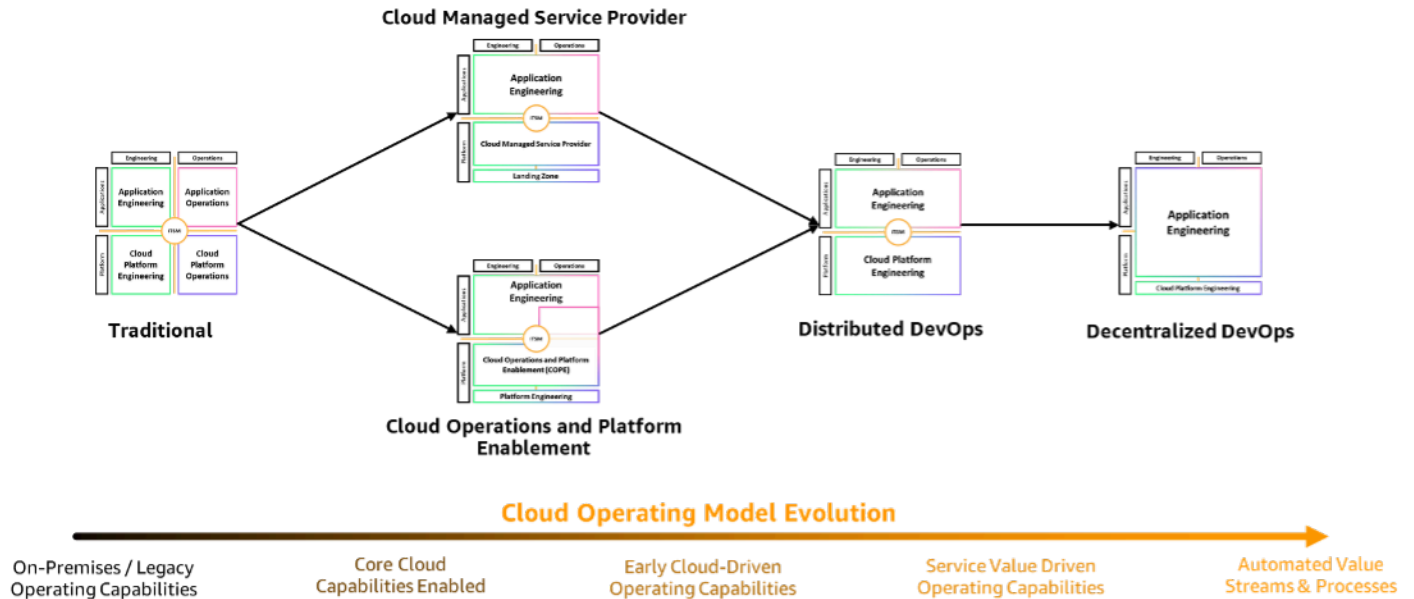 Cloud Managed Service Provider
Engineering
Operations
Applications
Application
Engineering
ITSM
Platform
Cloud Managed Service Provider
Landing Zone
Engineering
Operations
Applications
Application
Engineering
Application
Operations
ITSM
Platform
Cloud
Platform
Engineering
Cloud
Platform
Operations
Traditional
Engineering
Operations
Applications
Application
Engineering
ITSM
Platform
Cloud Operations and Platform
Enablement (COPE)
Platform Engineering
Cloud Operations and Platform
Enablement
Engineering
Operations
Applications
Application
Engineering
ITSM
Platform
Cloud Platform
Engineering
Distributed DevOps
Engineering
Operations
Applications
Application
Engineering
Platform
Cloud Platform Engineering
Decentralized DevOps
Cloud Operating Model Evolution
On-Premises / Legacy
Operating Capabilities
Core Cloud
Capabilities Enabled
Early Cloud-Driven
Operating Capabilities
Service Value Driven
Operating Capabilities
Automated Value
Streams & Processes